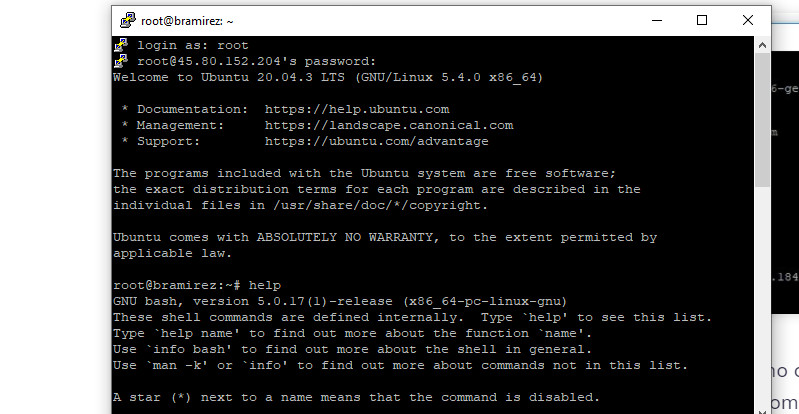 root@bramirez: ~
login as: root
root@45.80.152.204's password:
Welcome to Ubuntu 20.04.3 LTS (GNU/Linux 5.4.0 x86_64)
* Documentation:  https://help.ubuntu.com
* Management:     https://landscape.canonical.com
* Support:        https://ubuntu.com/advantage
The programs included with the Ubuntu system are free software;
the exact distribution terms for each program are described in the
individual files in /usr/share/doc/*/copyright.
Ubuntu comes with ABSOLUTELY NO WARRANTY, to the extent permitted by
applicable law.
root@bramirez:~# help
GNU bash, version 5.0.17(1)-release (x86_64-pc-linux-gnu)
These shell commands are defined internally.  Type `help' to see this list.
Type `help name' to find out more about the function `name'.
Use `info bash' to find out more about the shell in general.
Use `man -k' or `info' to find out more about commands not in this list.
A star (*) next to a name means that the command is disabled.
6-ge
m
.184
no
om